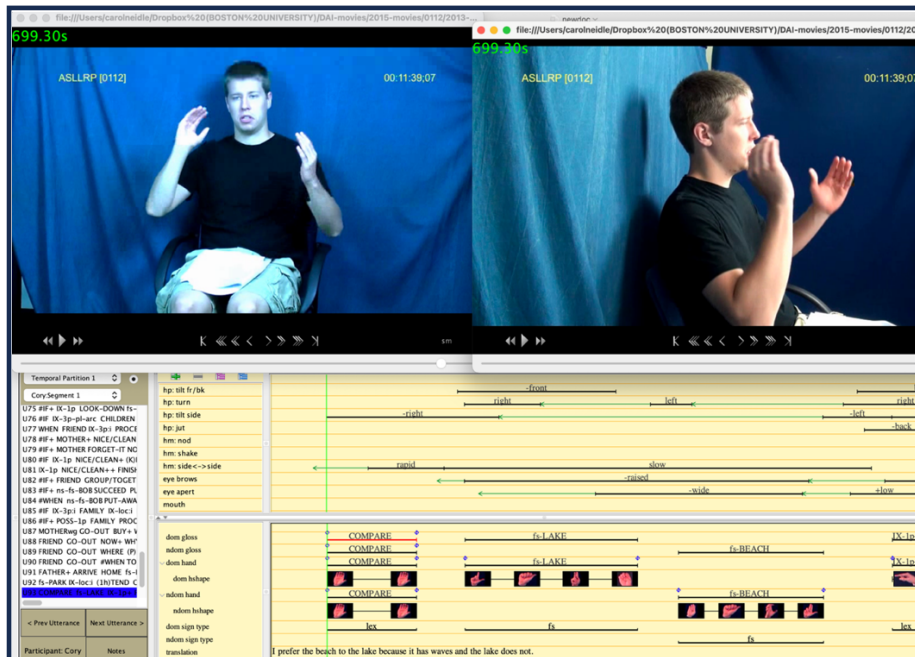 file:///Users/carolneidle/Dropbox%20(BOSTON%20UNIVERSITY)/DAI-movies/2015-movies/0112/2013-...
newdoc
file:///Users/carolneidle/Dropbox%20(BOSTON%20UNIVERSITY)/DAI-movies/2015-movies/0112/20
699.30s
ASLLRP [0112]
00:11:39;07
699.30s
ASLLRP [0112]
00:11:39;07
sm
Temporal Partition 1
Cory:Segment 1
U75 #IF+ IX-1p LOOK-DOWN fs-
U76 #IF IX-3p-pl-arc CHILDREN
U77 WHEN FRIEND IX-3p:i PROCE
U78 #IF+ MOTHER+ NICE/CLEAN
U79 #IF+ MOTHER FORGET-IT NO
U80 #IF IX-3p NICE/CLEAN+ (K)I
U81 IX-1p NICE/CLEAN++ FINISH
U82 #IF+ FRIEND GROUP/TOGET
U83 #IF+ ns-fs-BOB SUCCEED PL
U84 #WHEN ns-fs-BOB PUT-AWA
U85 #IF IX-3p:i FAMILY IX-loc:i
U86 #IF+ POSS-1p FAMILY PROC
U87 MOTHERwg GO-OUT BUY+ W
U88 FRIEND GO-OUT NOW+ WHY
U89 FRIEND GO-OUT WHERE (P)
U90 FRIEND GO-OUT #WHEN TO
U91 FATHER+ ARRIVE HOME fs-I
U92 fs-PARK IX-loc:i (1h)TEND C
COMPARE fs-LAKE
< Prev Utterance
Next Utterance >
Participant: Cory
Notes
hp: tilt fr/bk
-front
hp: turn
right
left
right
hp: tilt side
-right
-left
hp: jut
-back
hm: nod
hm: shake
hm: side<->side
rapid
slow
eye brows
-raised
eye apert
-wide
+low
mouth
dom gloss
COMPARE
fs-LAKE
IX-1p
ndom gloss
COMPARE
fs-BEACH
dom hand
COMPARE
fs-LAKE
IX-1p
dom hshape
ndom hand
COMPARE
fs-BEACH
ndom hshape
dom sign type
lex
fs
lex
ndom sign type
fs
translation
I prefer the beach to the lake because it has waves and the lake does not.